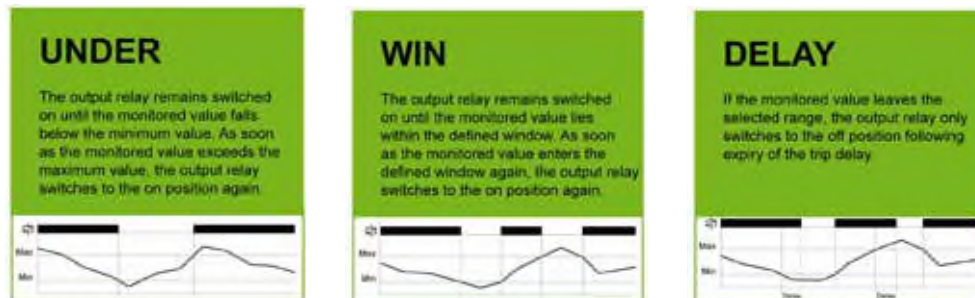 UNDER
The output relay remains switched
on until the monitored value falls
below the minimum value. As soon
as the monitored value exceeds the
maximum value, the output relay
switches to the on position again.
Max
Min
WIN
The output relay remains switched
on until the monitored value lies
within the defined window. As soon
as the monitored value enters the
defined window again, the output relay
switches to the on position again.
Max
Min
DELAY
If the monitored value leaves the
selected range, the output relay only
switches to the off position following
expiry of the trip delay.
Max
Min
Delay
Delay